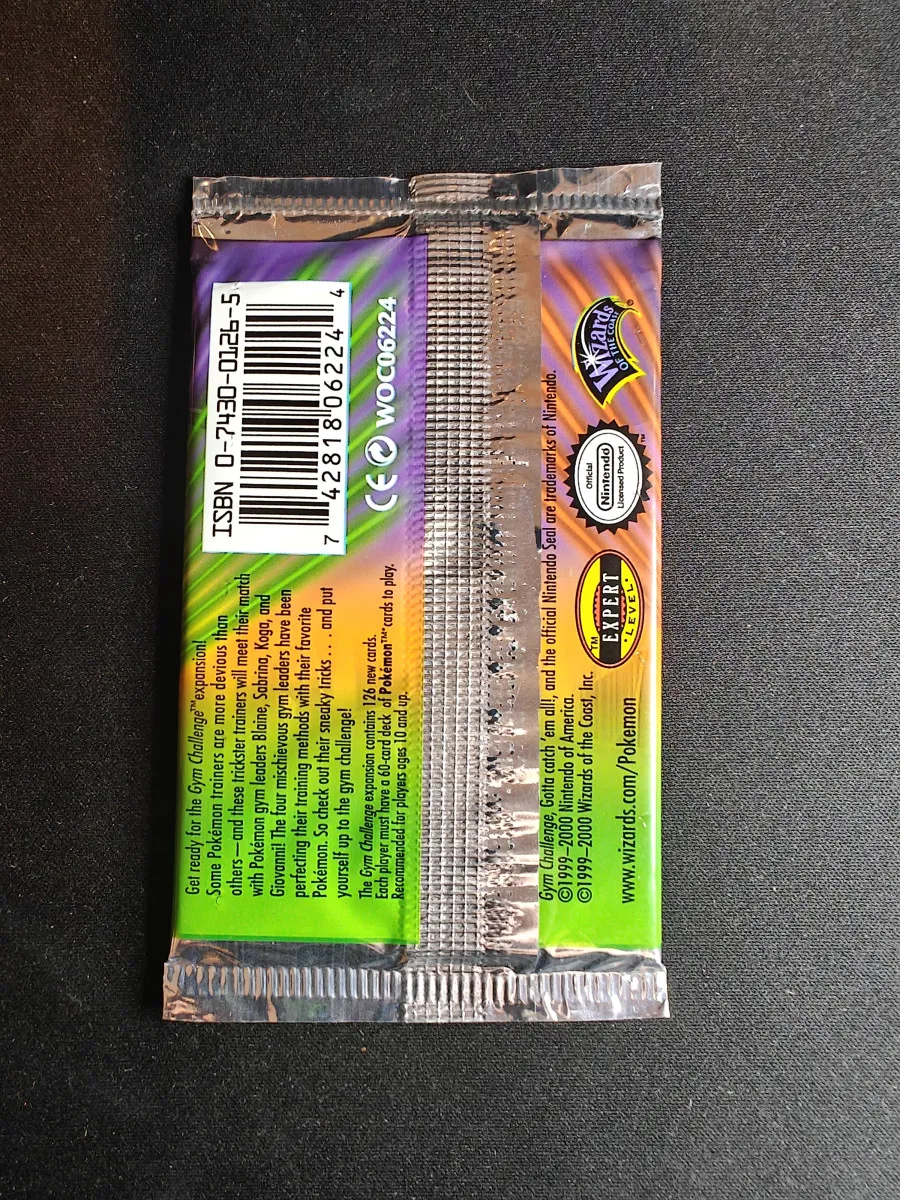 Get ready for the Gym Challenge™ expansion!
Some Pokémon trainers are more devious than
others—and these trickster trainers will meet their match
with Pokémon gym leaders Blaine, Sabrina, Koga, and
Giovanni! The four mischievous gym leaders have been
perfecting their training methods with their favorite
Pokémon. So check out their sneaky tricks . . . and put
yourself up to the gym challenge!
The Gym Challenge expansion contains 126 new cards.
Each player must have a 60-card deck of Pokémon™ cards to play.
Recommended for players ages 10 and up.
ISBN 0-7430-0126-5
7 42818 06224 4
CE WOC06224
Gym Challenge, Gotta catch 'em all!, and the official Nintendo Seal are trademarks of Nintendo.
©1999–2000 Nintendo of America.
©1999–2000 Wizards of the Coast, Inc.
www.wizards.com/Pokemon
TM
EXPERT
LEVEL
Official
Nintendo
Licensed Product
TM
Wizards
OF THE COAST
®